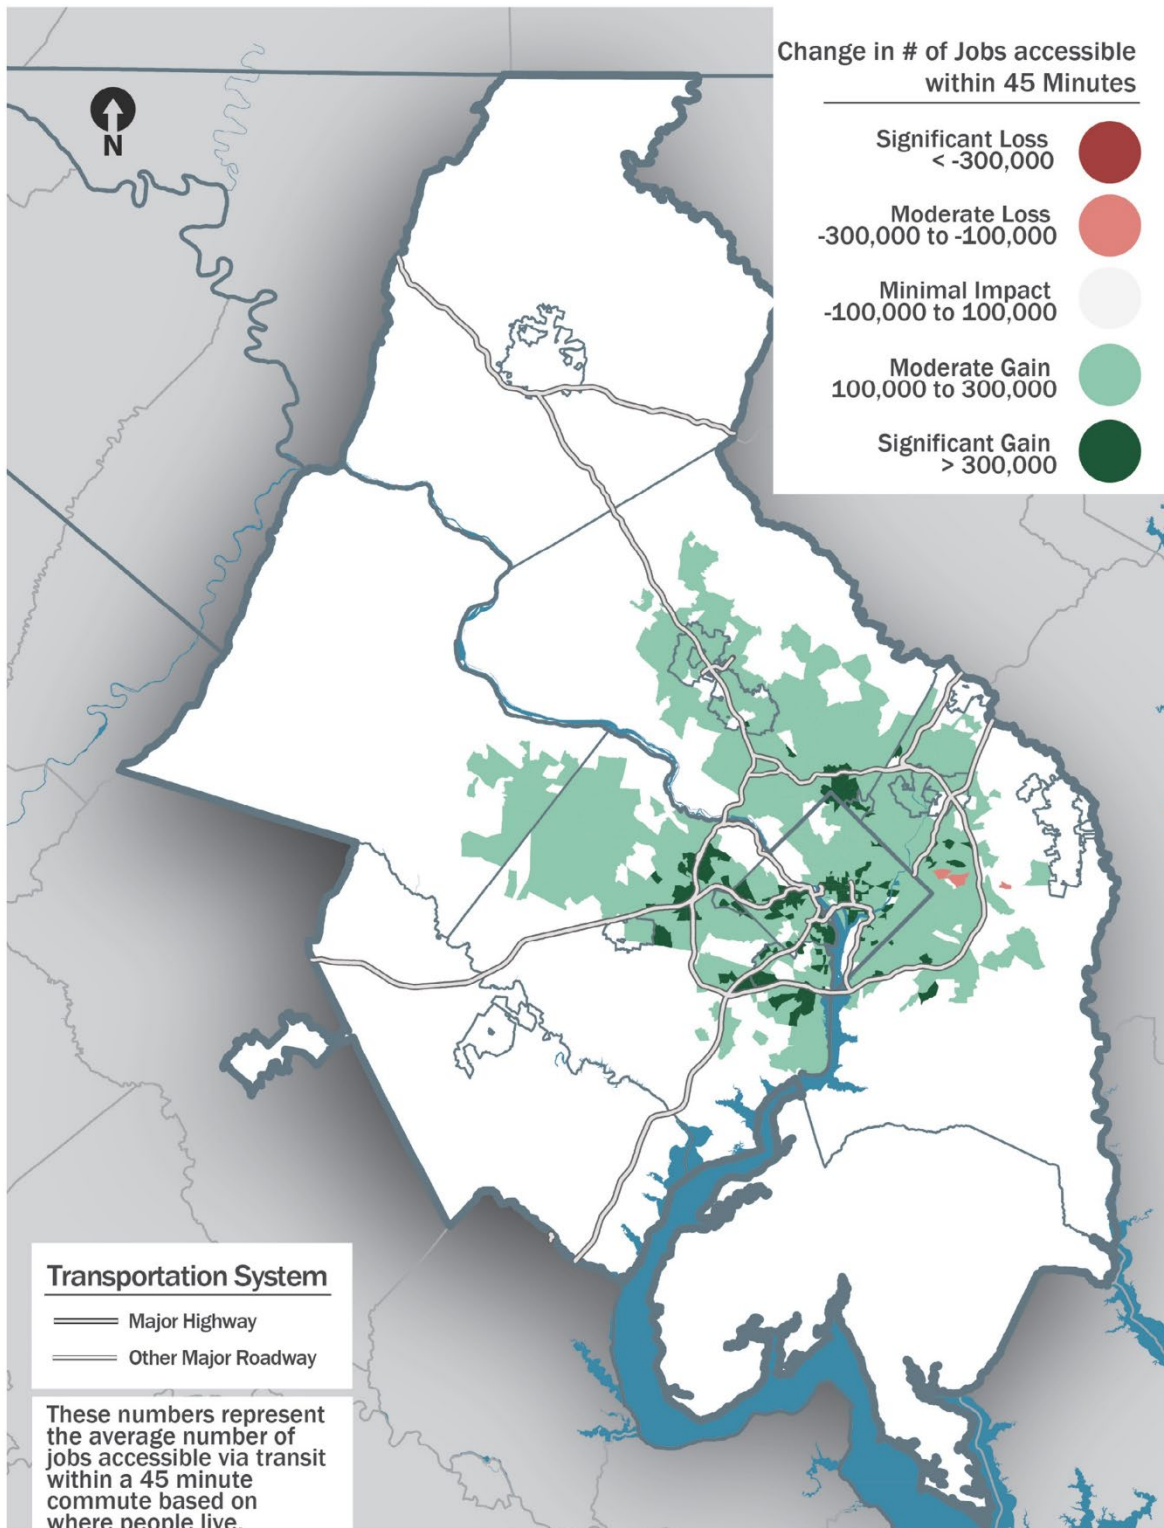 Change in # of Jobs accessible
within 45 Minutes
Significant Loss
< -300,000
Moderate Loss
-300,000 to -100,000
Minimal Impact
-100,000 to 100,000
Moderate Gain
100,000 to 300,000
Significant Gain
> 300,000
N
Transportation System
Major Highway
Other Major Roadway
These numbers represent
the average number of
jobs accessible via transit
within a 45 minute
commute based on
where people live.